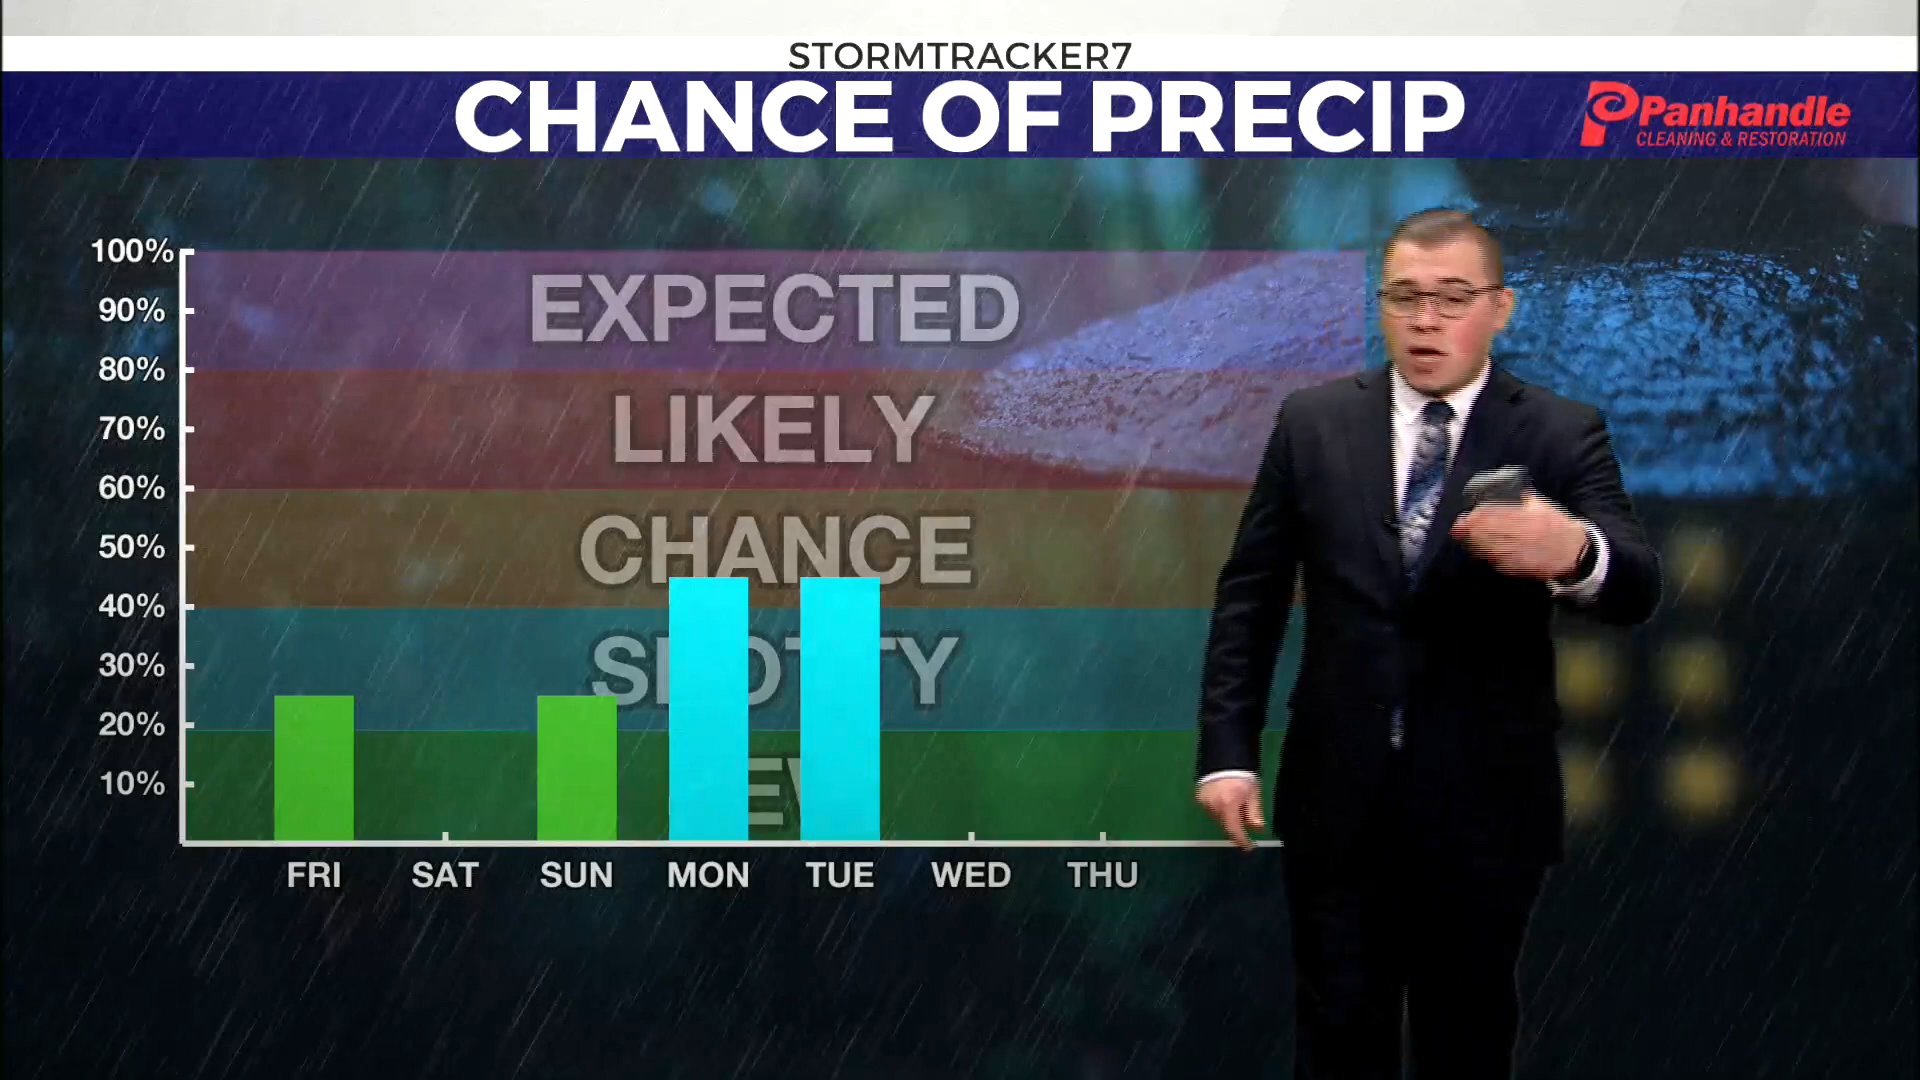 STORMTRACKER7
CHANCE OF PRECIP
Panhandle
CLEANING & RESTORATION
100%
90%
80%
70%
60%
50%
40%
30%
20%
10%
EXPECTED
LIKELY
CHANCE
FRI SAT SUN MON TUE WED THU